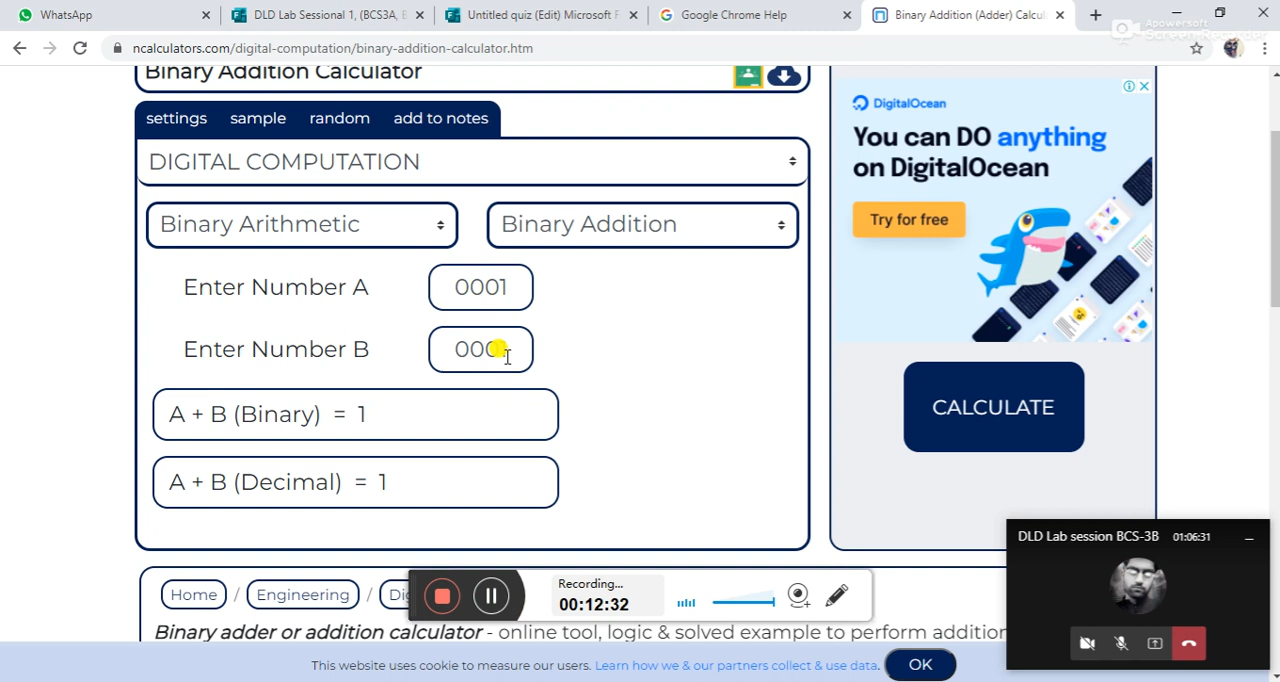 WhatsApp
DLD Lab Sessional 1, (BCS3A, B
Untitled quiz (Edit) Microsoft F
Google Chrome Help
Binary Addition (Adder) Calcul
Apowersoft
Screen Recorder
ncalculators.com/digital-computation/binary-addition-calculator.htm
Binary Addition Calculator
settings sample random add to notes
DIGITAL COMPUTATION
Binary Arithmetic
Binary Addition
Enter Number A 0001
Enter Number B 000
A + B (Binary) = 1
A + B (Decimal) = 1
DigitalOcean
You can DO anything
on DigitalOcean
Try for free
CALCULATE
DLD Lab session BCS-3B 01:06:31
Recording...
00:12:32
Home / Engineering / Di
Binary adder or addition calculator - online tool, logic & solved example to perform addition
This website uses cookie to measure our users. Learn how we & our partners collect & use data. OK